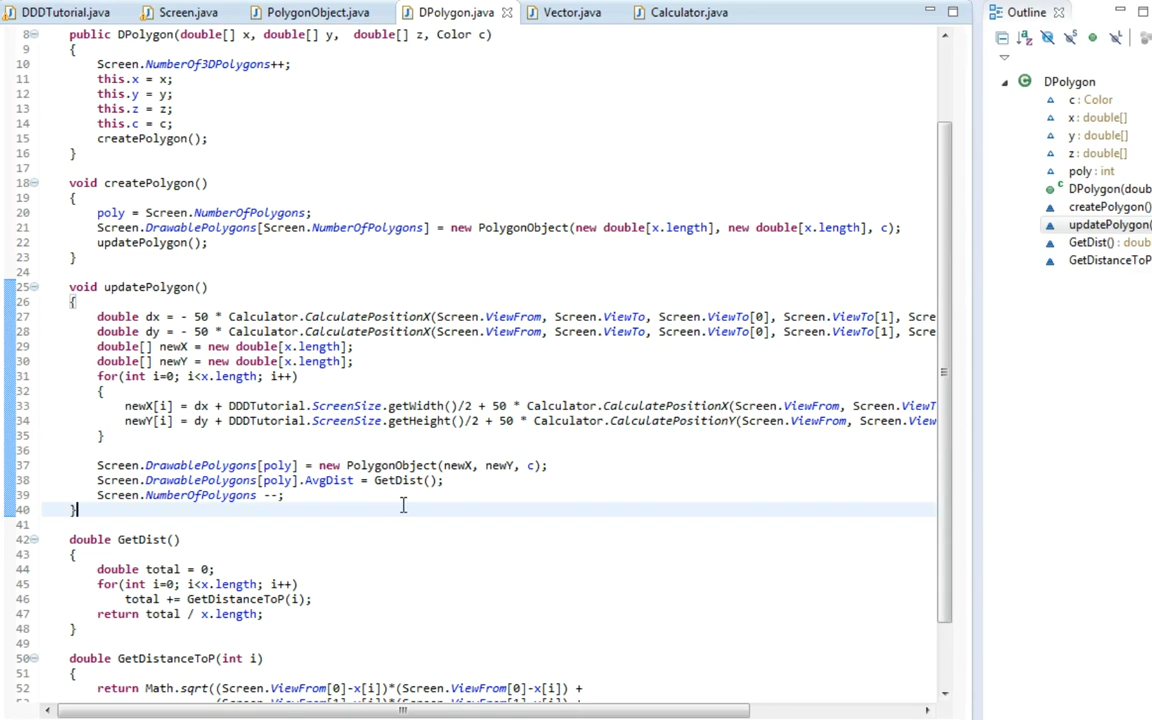 DDDTutorial.java Screen.java PolygonObject.java DPolygon.java Vector.java Calculator.java
Outline
8 public DPolygon(double[] x, double[] y,  double[] z, Color c)
9 {
10 Screen.NumberOf3DPolygons++;
11 this.x = x;
12 this.y = y;
13 this.z = z;
14 this.c = c;
15 createPolygon();
16 }
17
18 void createPolygon()
19 {
20 poly = Screen.NumberOfPolygons;
21 Screen.DrawablePolygons[Screen.NumberOfPolygons] = new PolygonObject(new double[x.length], new double[x.length], c);
22 updatePolygon();
23 }
24
25 void updatePolygon()
26 {
27 double dx = - 50 * Calculator.CalculatePositionX(Screen.ViewFrom, Screen.ViewTo, Screen.ViewTo[0], Screen.ViewTo[1], Scre
28 double dy = - 50 * Calculator.CalculatePositionY(Screen.ViewFrom, Screen.ViewTo, Screen.ViewTo[0], Screen.ViewTo[1], Scre
29 double[] newX = new double[x.length];
30 double[] newY = new double[x.length];
31 for(int i=0; i<x.length; i++)
32 {
33 newX[i] = dx + DDDTutorial.ScreenSize.getWidth()/2 + 50 * Calculator.CalculatePositionX(Screen.ViewFrom, Screen.ViewT
34 newY[i] = dy + DDDTutorial.ScreenSize.getHeight()/2 + 50 * Calculator.CalculatePositionY(Screen.ViewFrom, Screen.View
35 }
36
37 Screen.DrawablePolygons[poly] = new PolygonObject(newX, newY, c);
38 Screen.DrawablePolygons[poly].AvgDist = GetDist();
39 Screen.NumberOfPolygons --;
40 }
41
42 double GetDist()
43 {
44 double total = 0;
45 for(int i=0; i<x.length; i++)
46 total += GetDistanceToP(i);
47 return total / x.length;
48 }
49
50 double GetDistanceToP(int i)
51 {
52 return Math.sqrt((Screen.ViewFrom[0]-x[i])*(Screen.ViewFrom[0]-x[i]) +
DPolygon
c : Color
x : double[]
y : double[]
z : double[]
poly : int
DPolygon(doub
createPolygon()
updatePolygon(
GetDist() : doub
GetDistanceToP